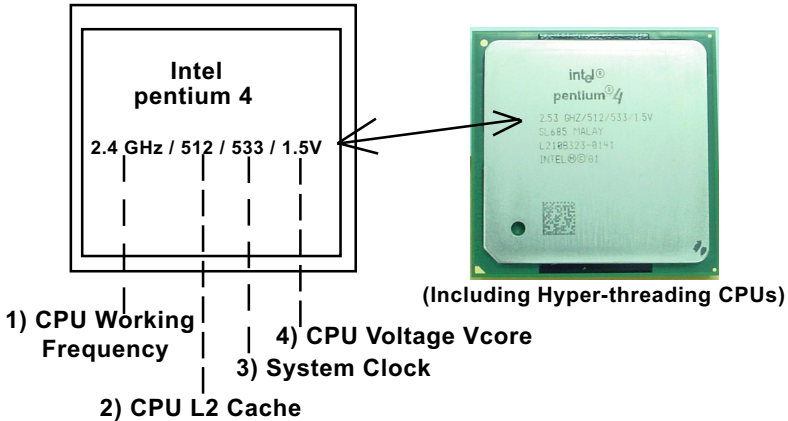 Intel
pentium 4
2.4 GHz / 512 / 533 / 1.5V
intel®
pentium®4
2.53 GHZ/512/533/1.5V
SL685 MALAY
L210B323-0141
INTEL®©'01
(Including Hyper-threading CPUs)
1) CPU Working
Frequency
4) CPU Voltage Vcore
3) System Clock
2) CPU L2 Cache